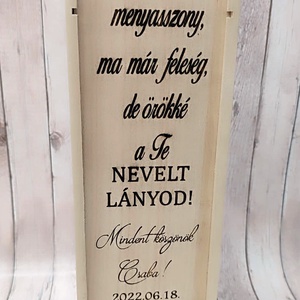 menyasszony,
ma már feleség,
de örökké
a Te
NEVELT
LÁNYOD!
Mindent köszönök
Csaba!
2022.06.18.